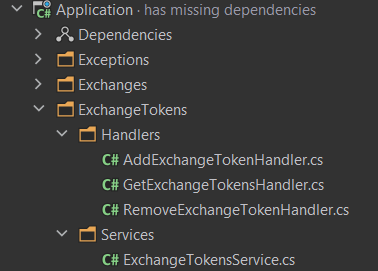 C# Application · has missing dependencies
Dependencies
Exceptions
Exchanges
ExchangeTokens
Handlers
C# AddExchangeTokenHandler.cs
C# GetExchangeTokensHandler.cs
C# RemoveExchangeTokenHandler.cs
Services
C# ExchangeTokensService.cs